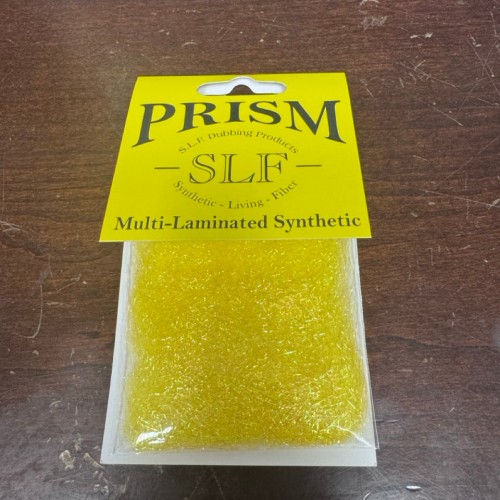 PRISM
S.L.F. Dubbing Products
- SLF -
Synthetic - Living - Fiber
Multi-Laminated Synthetic